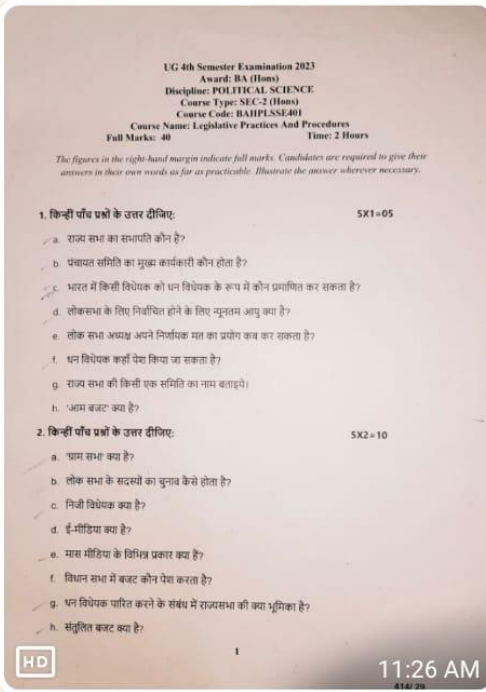 UG 4th Semester Examination 2023
Award: BA (Hons)
Discipline: POLITICAL SCIENCE
Course Type: SEC-2 (Hons)
Course Code: BAHPLSSE401
Course Name: Legislative Practices And Procedures
Full Marks: 40 Time: 2 Hours
The figures in the right-hand margin indicate full marks. Candidates are required to give their
answers in their own words as far as practicable. Illustrate the answer wherever necessary.
1. किन्हीं पाँच प्रश्नों के उत्तर दीजिए: 5X1=05
a. राज्य सभा का सभापति कौन है?
b. पंचायत समिति का मुख्य कार्यकारी कौन होता है?
c. भारत में किसी विधेयक को धन विधेयक के रूप में कौन प्रमाणित कर सकता है?
d. लोकसभा के लिए निर्वाचित होने के लिए न्यूनतम आयु क्या है?
e. लोक सभा अध्यक्ष अपने निर्णायक मत का प्रयोग कब कर सकता है?
f. धन विधेयक कहाँ पेश किया जा सकता है?
g. राज्य सभा की किसी एक समिति का नाम बताइये।
h. 'आम बजट' क्या है?
2. किन्हीं पाँच प्रश्नों के उत्तर दीजिए: 5X2=10
a. 'ग्राम सभा' क्या है?
b. लोक सभा के सदस्यों का चुनाव कैसे होता है?
c. निजी विधेयक क्या है?
d. ई-मीडिया क्या है?
e. मास मीडिया के विभिन्न प्रकार क्या हैं?
f. विधान सभा में बजट कौन पेश करता है?
g. धन विधेयक पारित करने के संबंध में राज्यसभा की क्या भूमिका है?
h. संतुलित बजट क्या है?
1
HD 11:26 AM
414/ 29